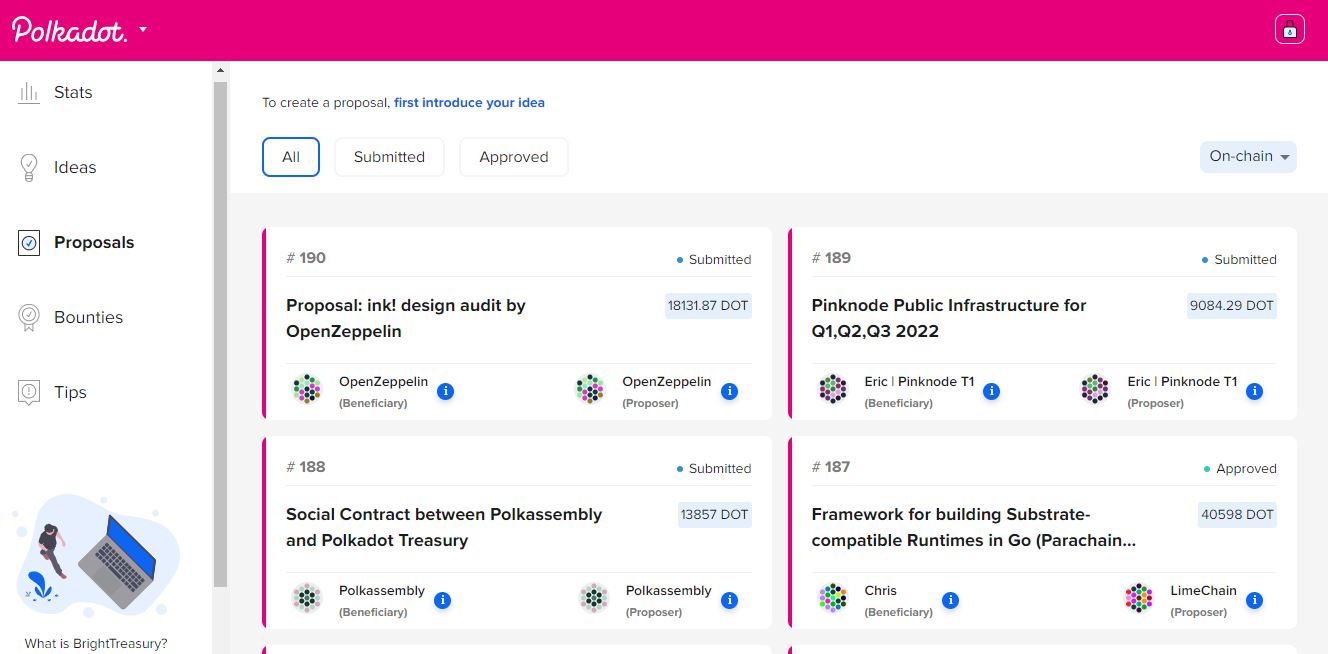 Polkadot.
Stats
Ideas
Proposals
Bounties
Tips
What is BrightTreasury?
To create a proposal, first introduce your idea
All
Submitted
Approved
On-chain
# 190
Submitted
Proposal: ink! design audit by
OpenZeppelin
18131.87 DOT
OpenZeppelin
(Beneficiary)
OpenZeppelin
(Proposer)
# 189
Submitted
Pinknode Public Infrastructure for
Q1,Q2,Q3 2022
9084.29 DOT
Eric | Pinknode T1
(Beneficiary)
Eric | Pinknode T1
(Proposer)
# 188
Submitted
Social Contract between Polkassembly
and Polkadot Treasury
13857 DOT
Polkassembly
(Beneficiary)
Polkassembly
(Proposer)
# 187
Approved
Framework for building Substrate-
compatible Runtimes in Go (Parachain...
40598 DOT
Chris
(Beneficiary)
LimeChain
(Proposer)